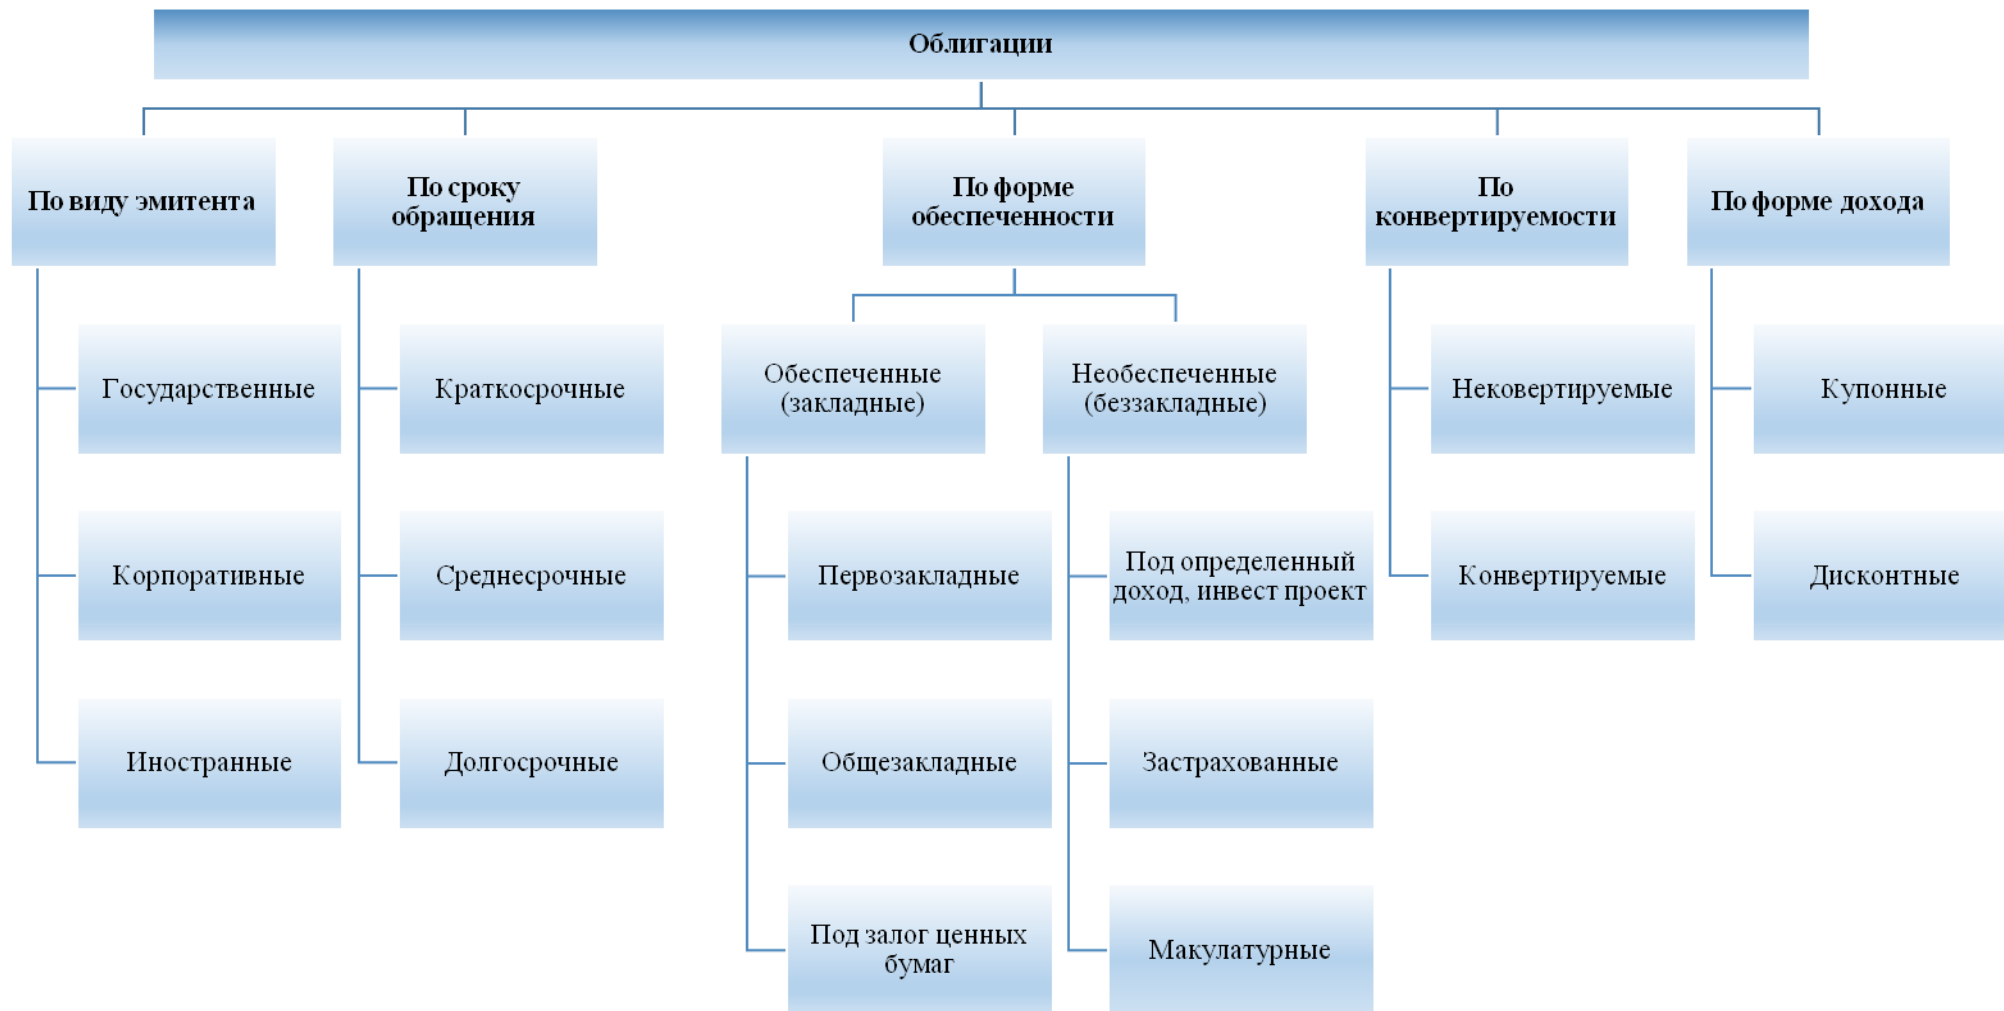 Облигации
По виду эмитента
По сроку
обращения
По форме
обеспеченности
По
конвертируемости
По форме дохода
Государственные
Краткосрочные
Обеспеченные
(закладные)
Необеспеченные
(беззакладные)
Нековертируемые
Купонные
Корпоративные
Среднесрочные
Первозакладные
Под определенный
доход, инвест проект
Конвертируемые
Дисконтные
Иностранные
Долгосрочные
Общезакладные
Застрахованные
Под залог ценных
бумаг
Макулатурные